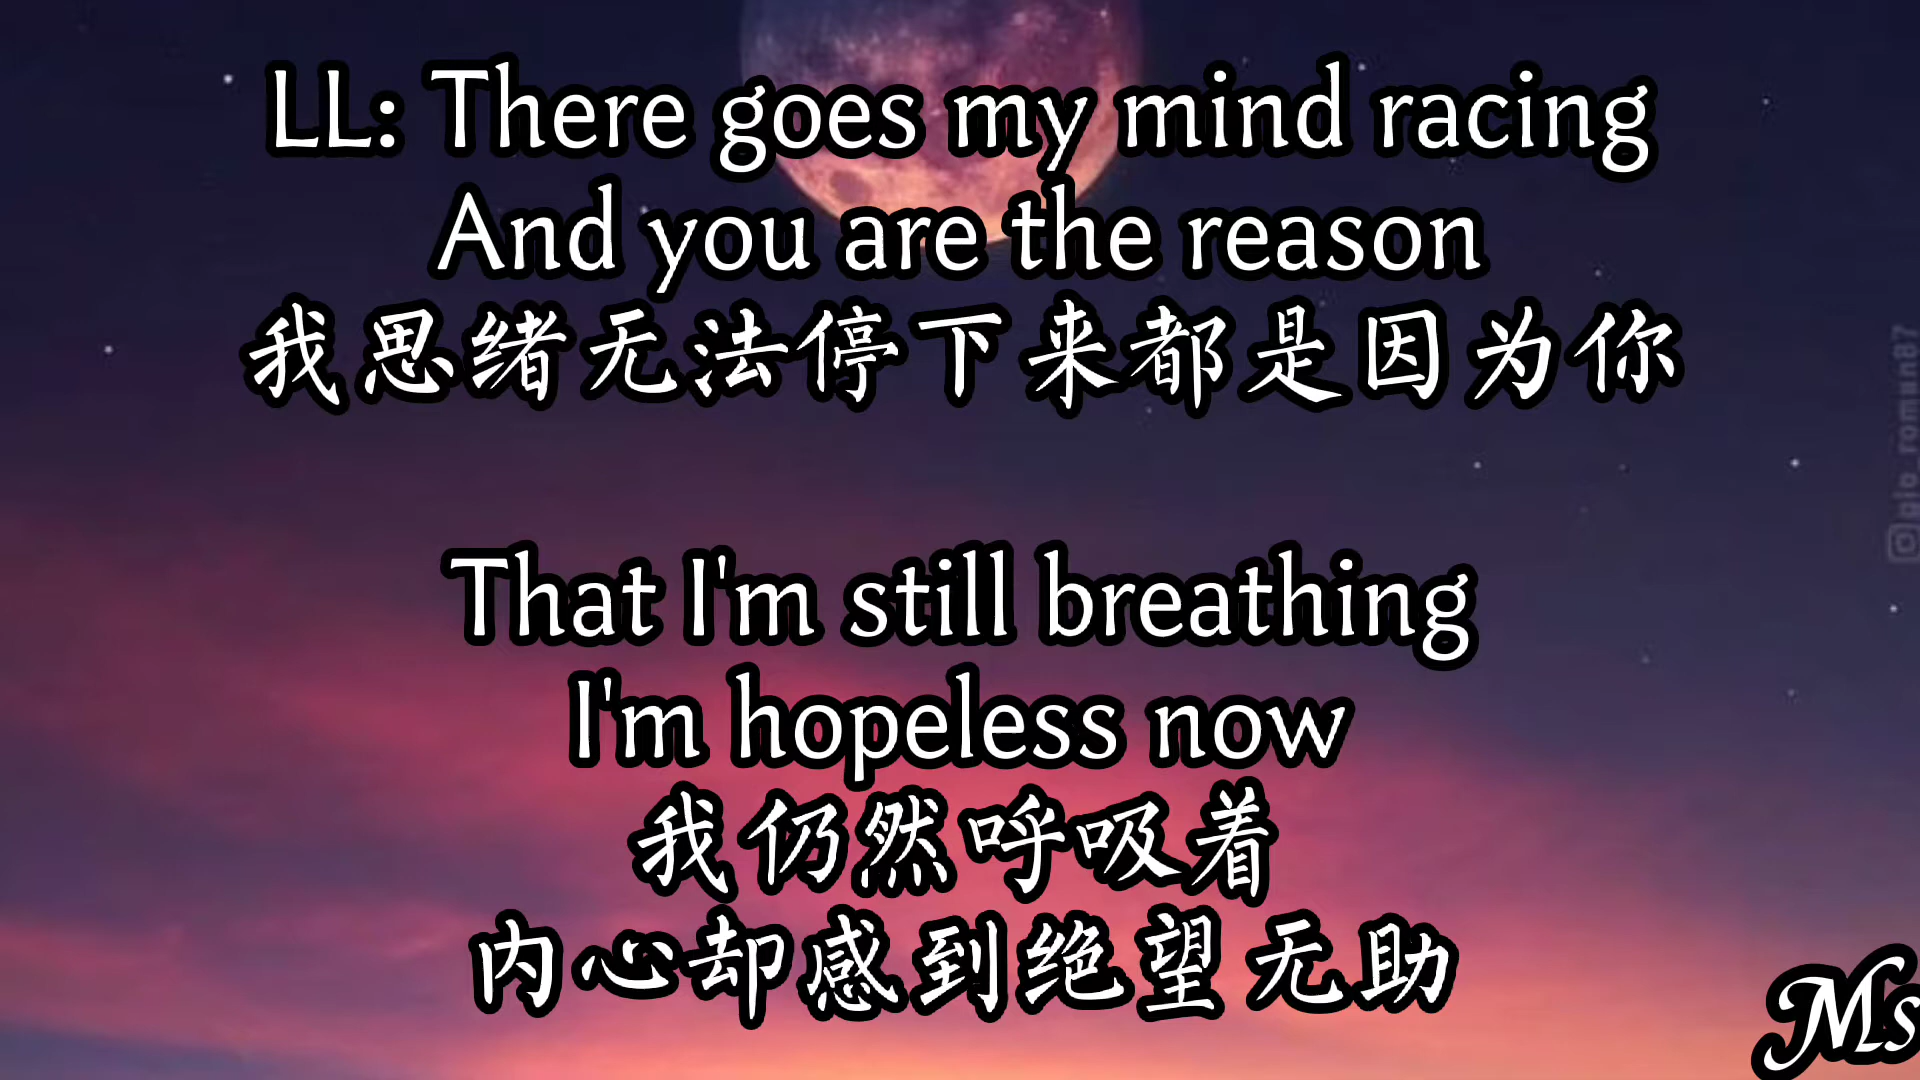 LL: There goes my mind racing
And you are the reason
我思绪无法停下来都是因为你
That I'm still breathing
I'm hopeless now
我仍然呼吸着
内心却感到绝望无助
Ms